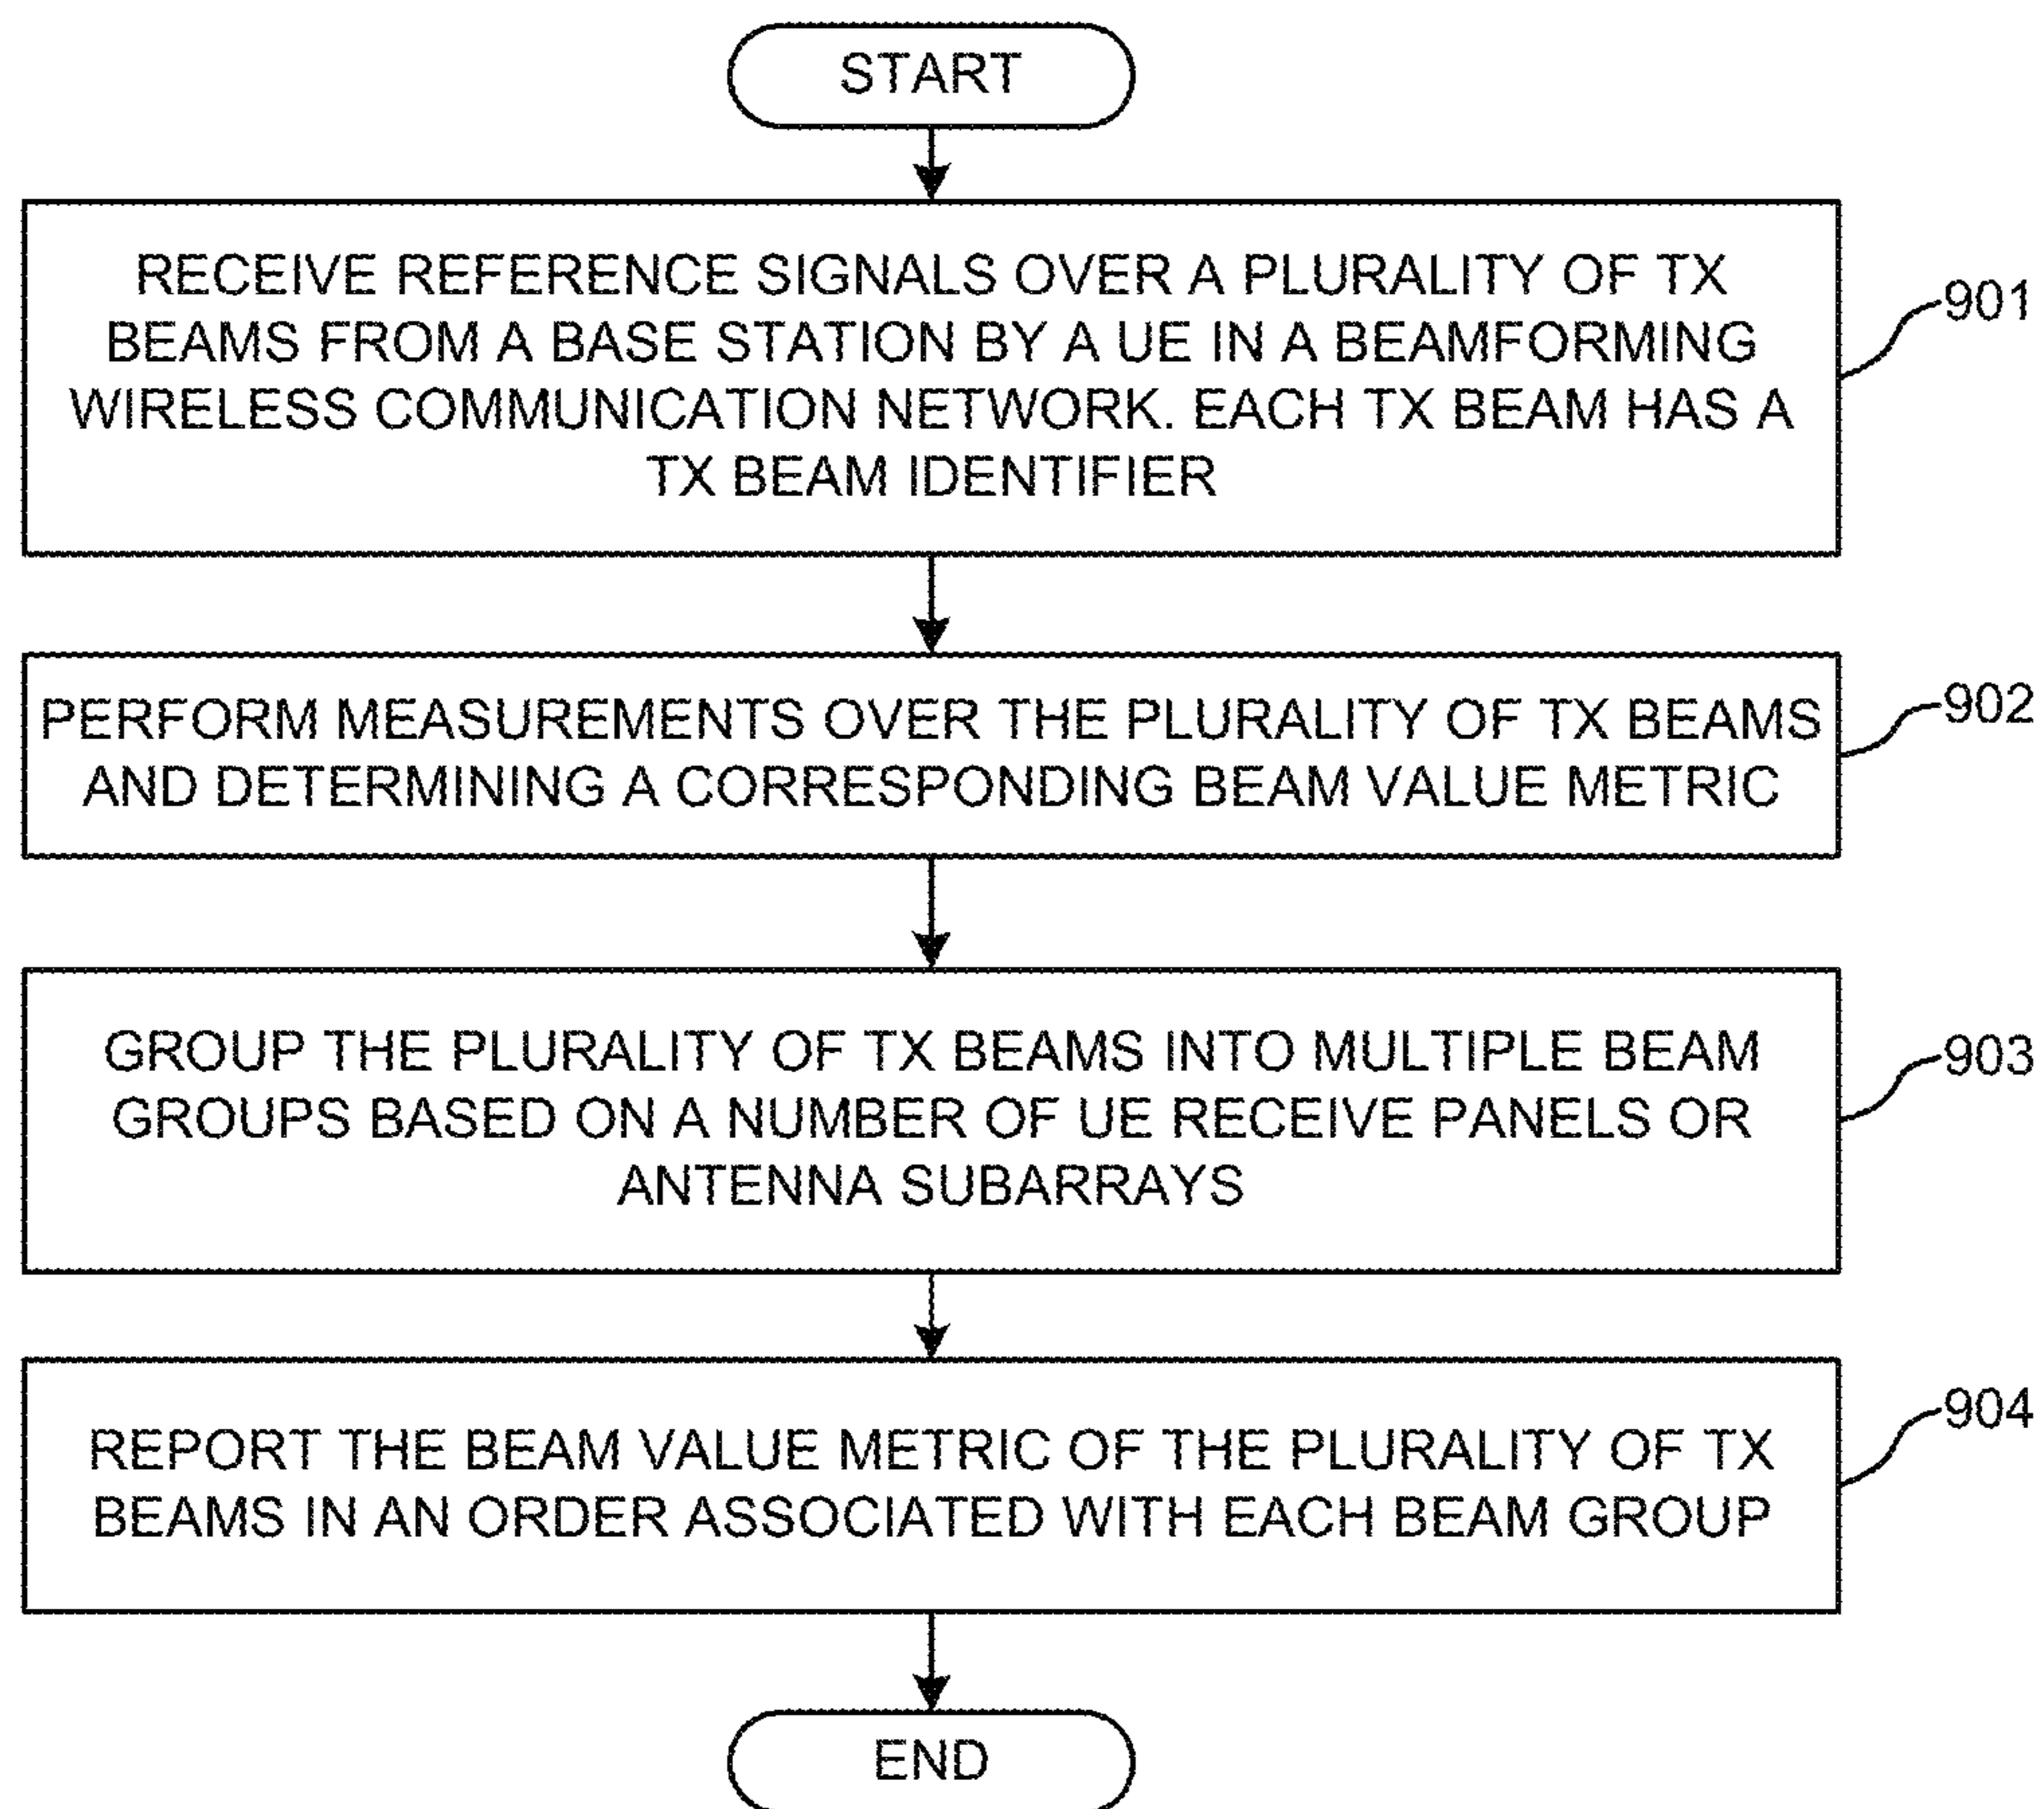 START
RECEIVE REFERENCE SIGNALS OVER A PLURALITY OF TX
BEAMS FROM A BASE STATION BY A UE IN A BEAMFORMING
WIRELESS COMMUNICATION NETWORK. EACH TX BEAM HAS A
TX BEAM IDENTIFIER
901
PERFORM MEASUREMENTS OVER THE PLURALITY OF TX BEAMS
AND DETERMINING A CORRESPONDING BEAM VALUE METRIC
902
GROUP THE PLURALITY OF TX BEAMS INTO MULTIPLE BEAM
GROUPS BASED ON A NUMBER OF UE RECEIVE PANELS OR
ANTENNA SUBARRAYS
903
REPORT THE BEAM VALUE METRIC OF THE PLURALITY OF TX
BEAMS IN AN ORDER ASSOCIATED WITH EACH BEAM GROUP
904
END